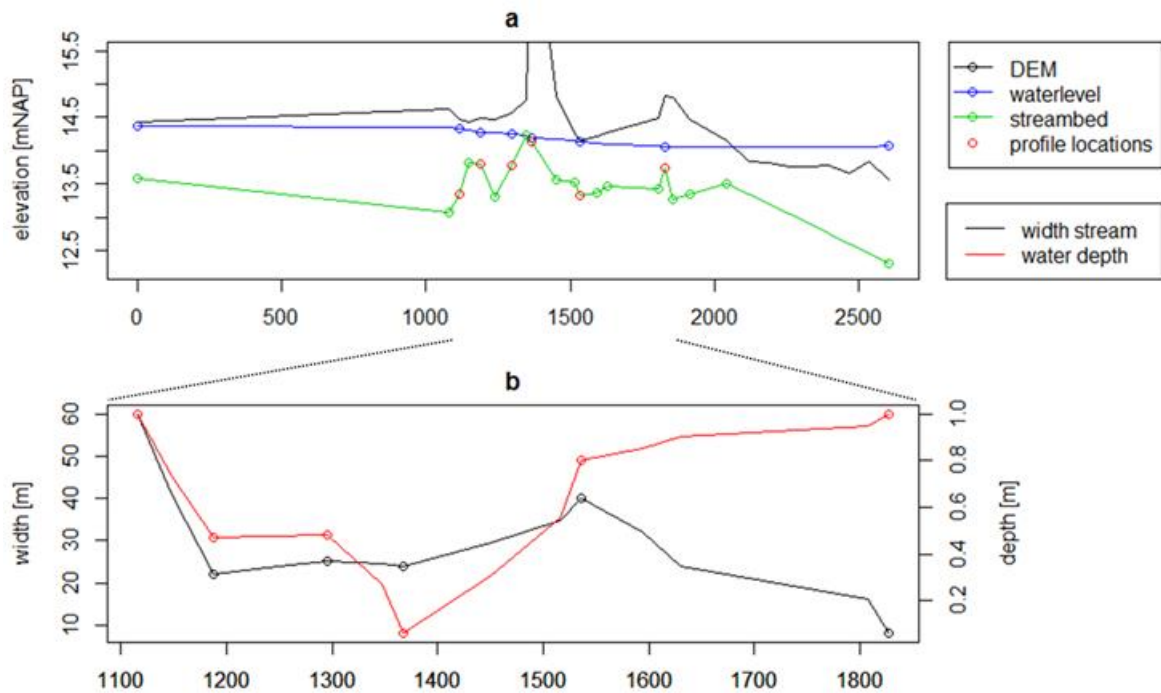 a
elevation [mNAP]
15.5
14.5
13.5
12.5
0 500 1000 1500 2000 2500
DEM
waterlevel
streambed
profile locations
width stream
water depth
b
width [m]
60
50
40
30
20
10
depth [m]
1.0
0.8
0.6
0.4
0.2
1100 1200 1300 1400 1500 1600 1700 1800